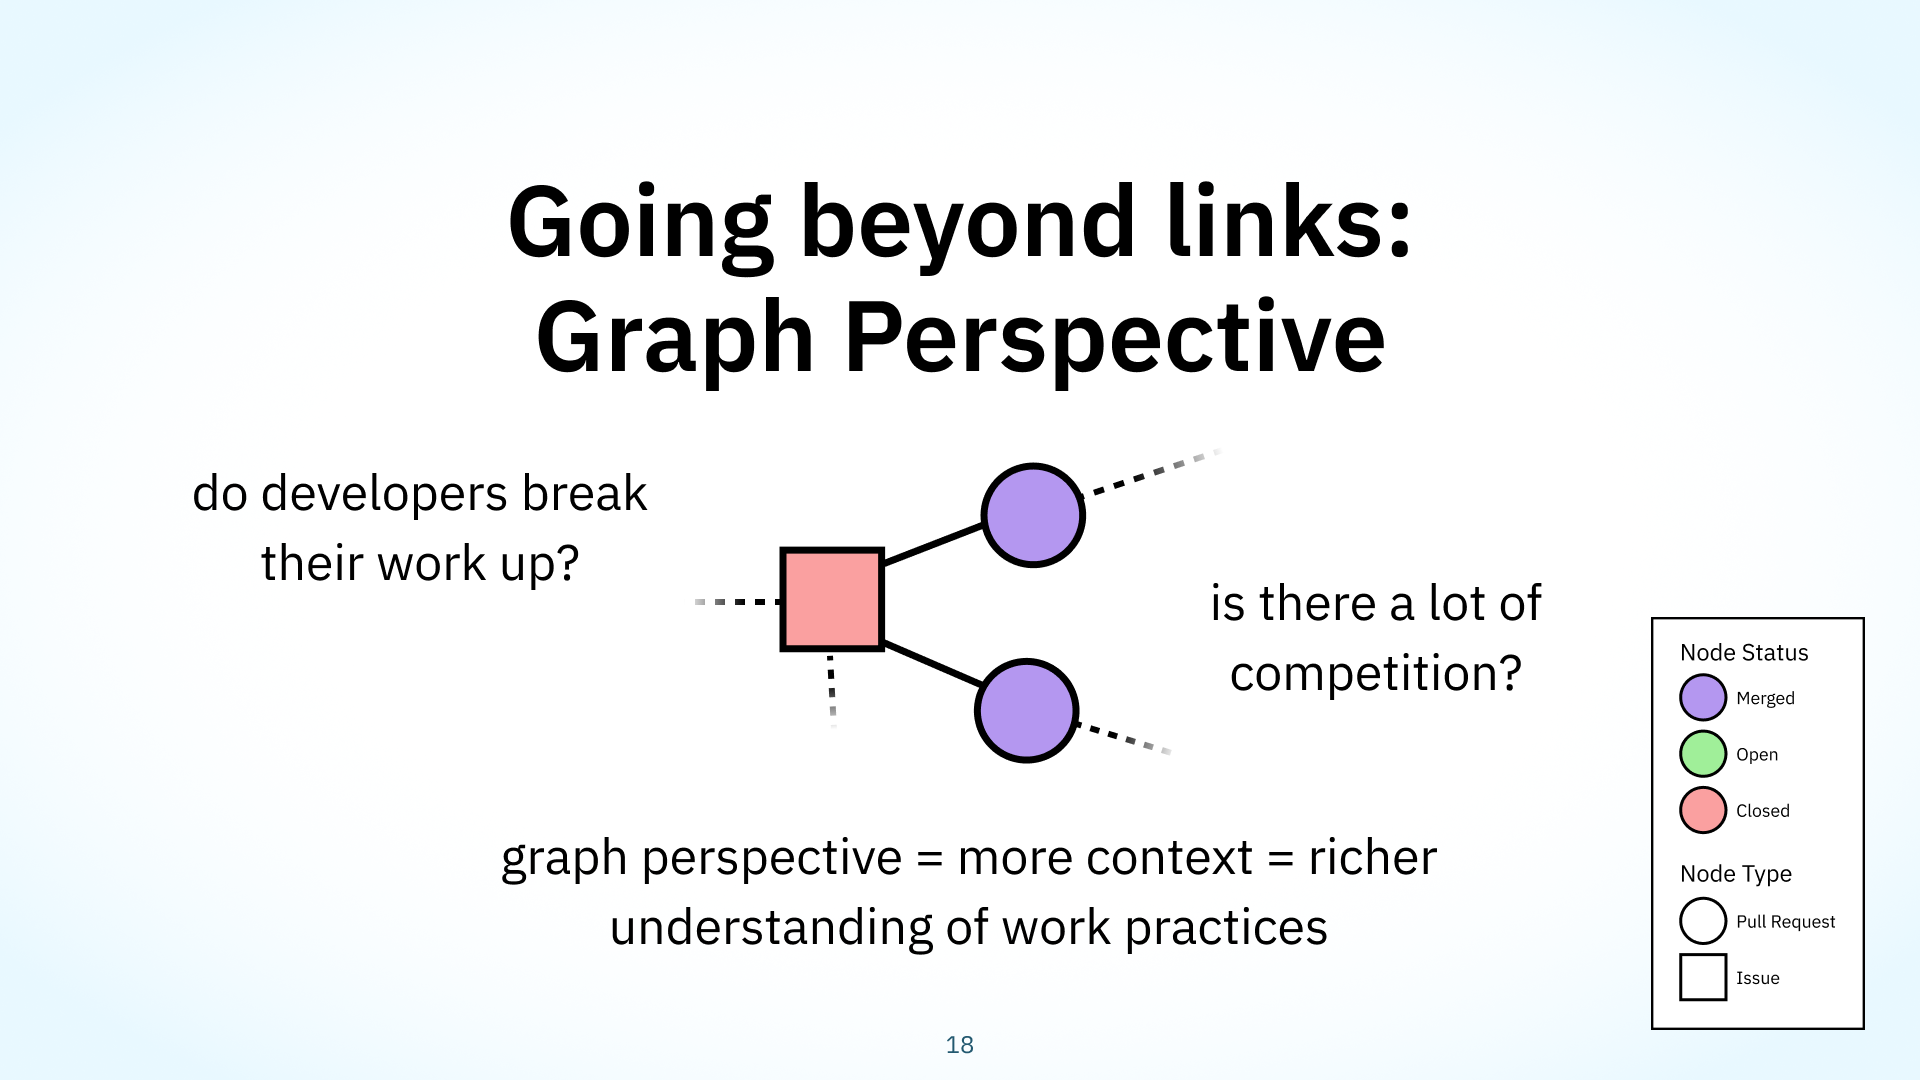 Going beyond links:
Graph Perspective
do developers break
their work up?
is there a lot of
competition?
graph perspective = more context = richer
understanding of work practices
Node Status
Merged
Open
Closed
Node Type
Pull Request
Issue
18